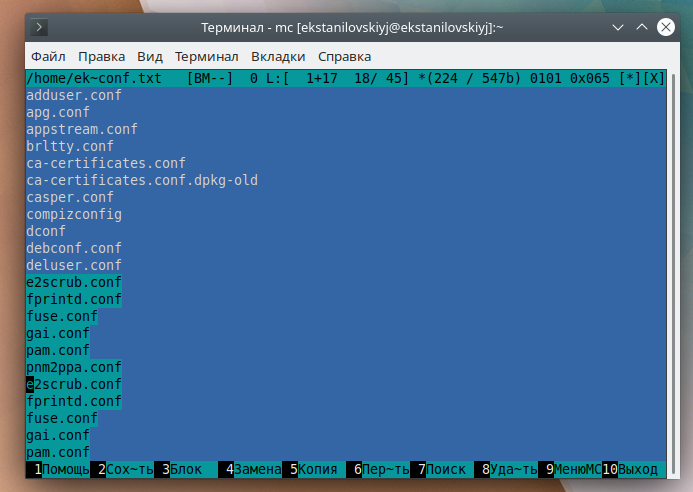 Терминал - mc [ekstanilovskiyj@ekstanilovskiyj]:~
Файл Правка Вид Терминал Вкладки Справка
/home/ek~conf.txt [BM--] 0 L:[ 1+17 18/ 45] *(224 / 547b) 0101 0x065 [*][X]
adduser.conf
apg.conf
appstream.conf
brltty.conf
ca-certificates.conf
ca-certificates.conf.dpkg-old
casper.conf
compizconfig
dconf
debconf.conf
deluser.conf
e2scrub.conf
fprintd.conf
fuse.conf
gai.conf
pam.conf
pnm2ppa.conf
e2scrub.conf
fprintd.conf
fuse.conf
gai.conf
pam.conf
1Помощь 2Сох~ть 3Блок 4Замена 5Копия 6Пер~ть 7Поиск 8Уда~ть 9МенюMC 10Выход